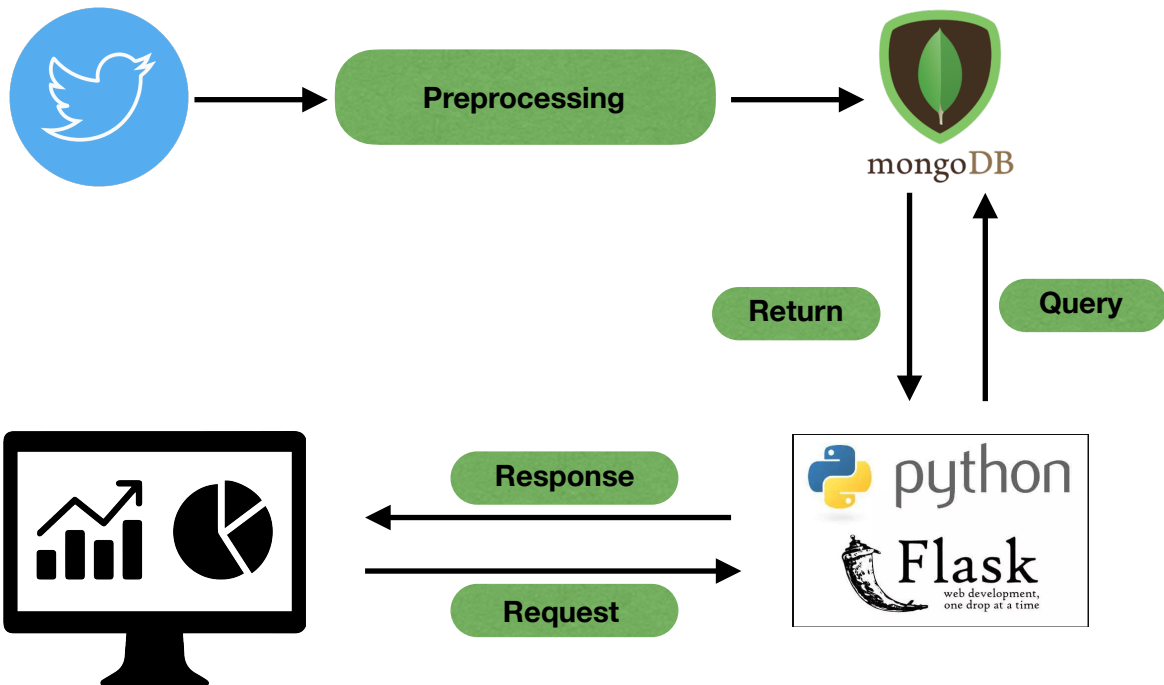 Preprocessing
mongoDB
Return
Query
Response
python
Flask
web development,
one drop at a time
Request